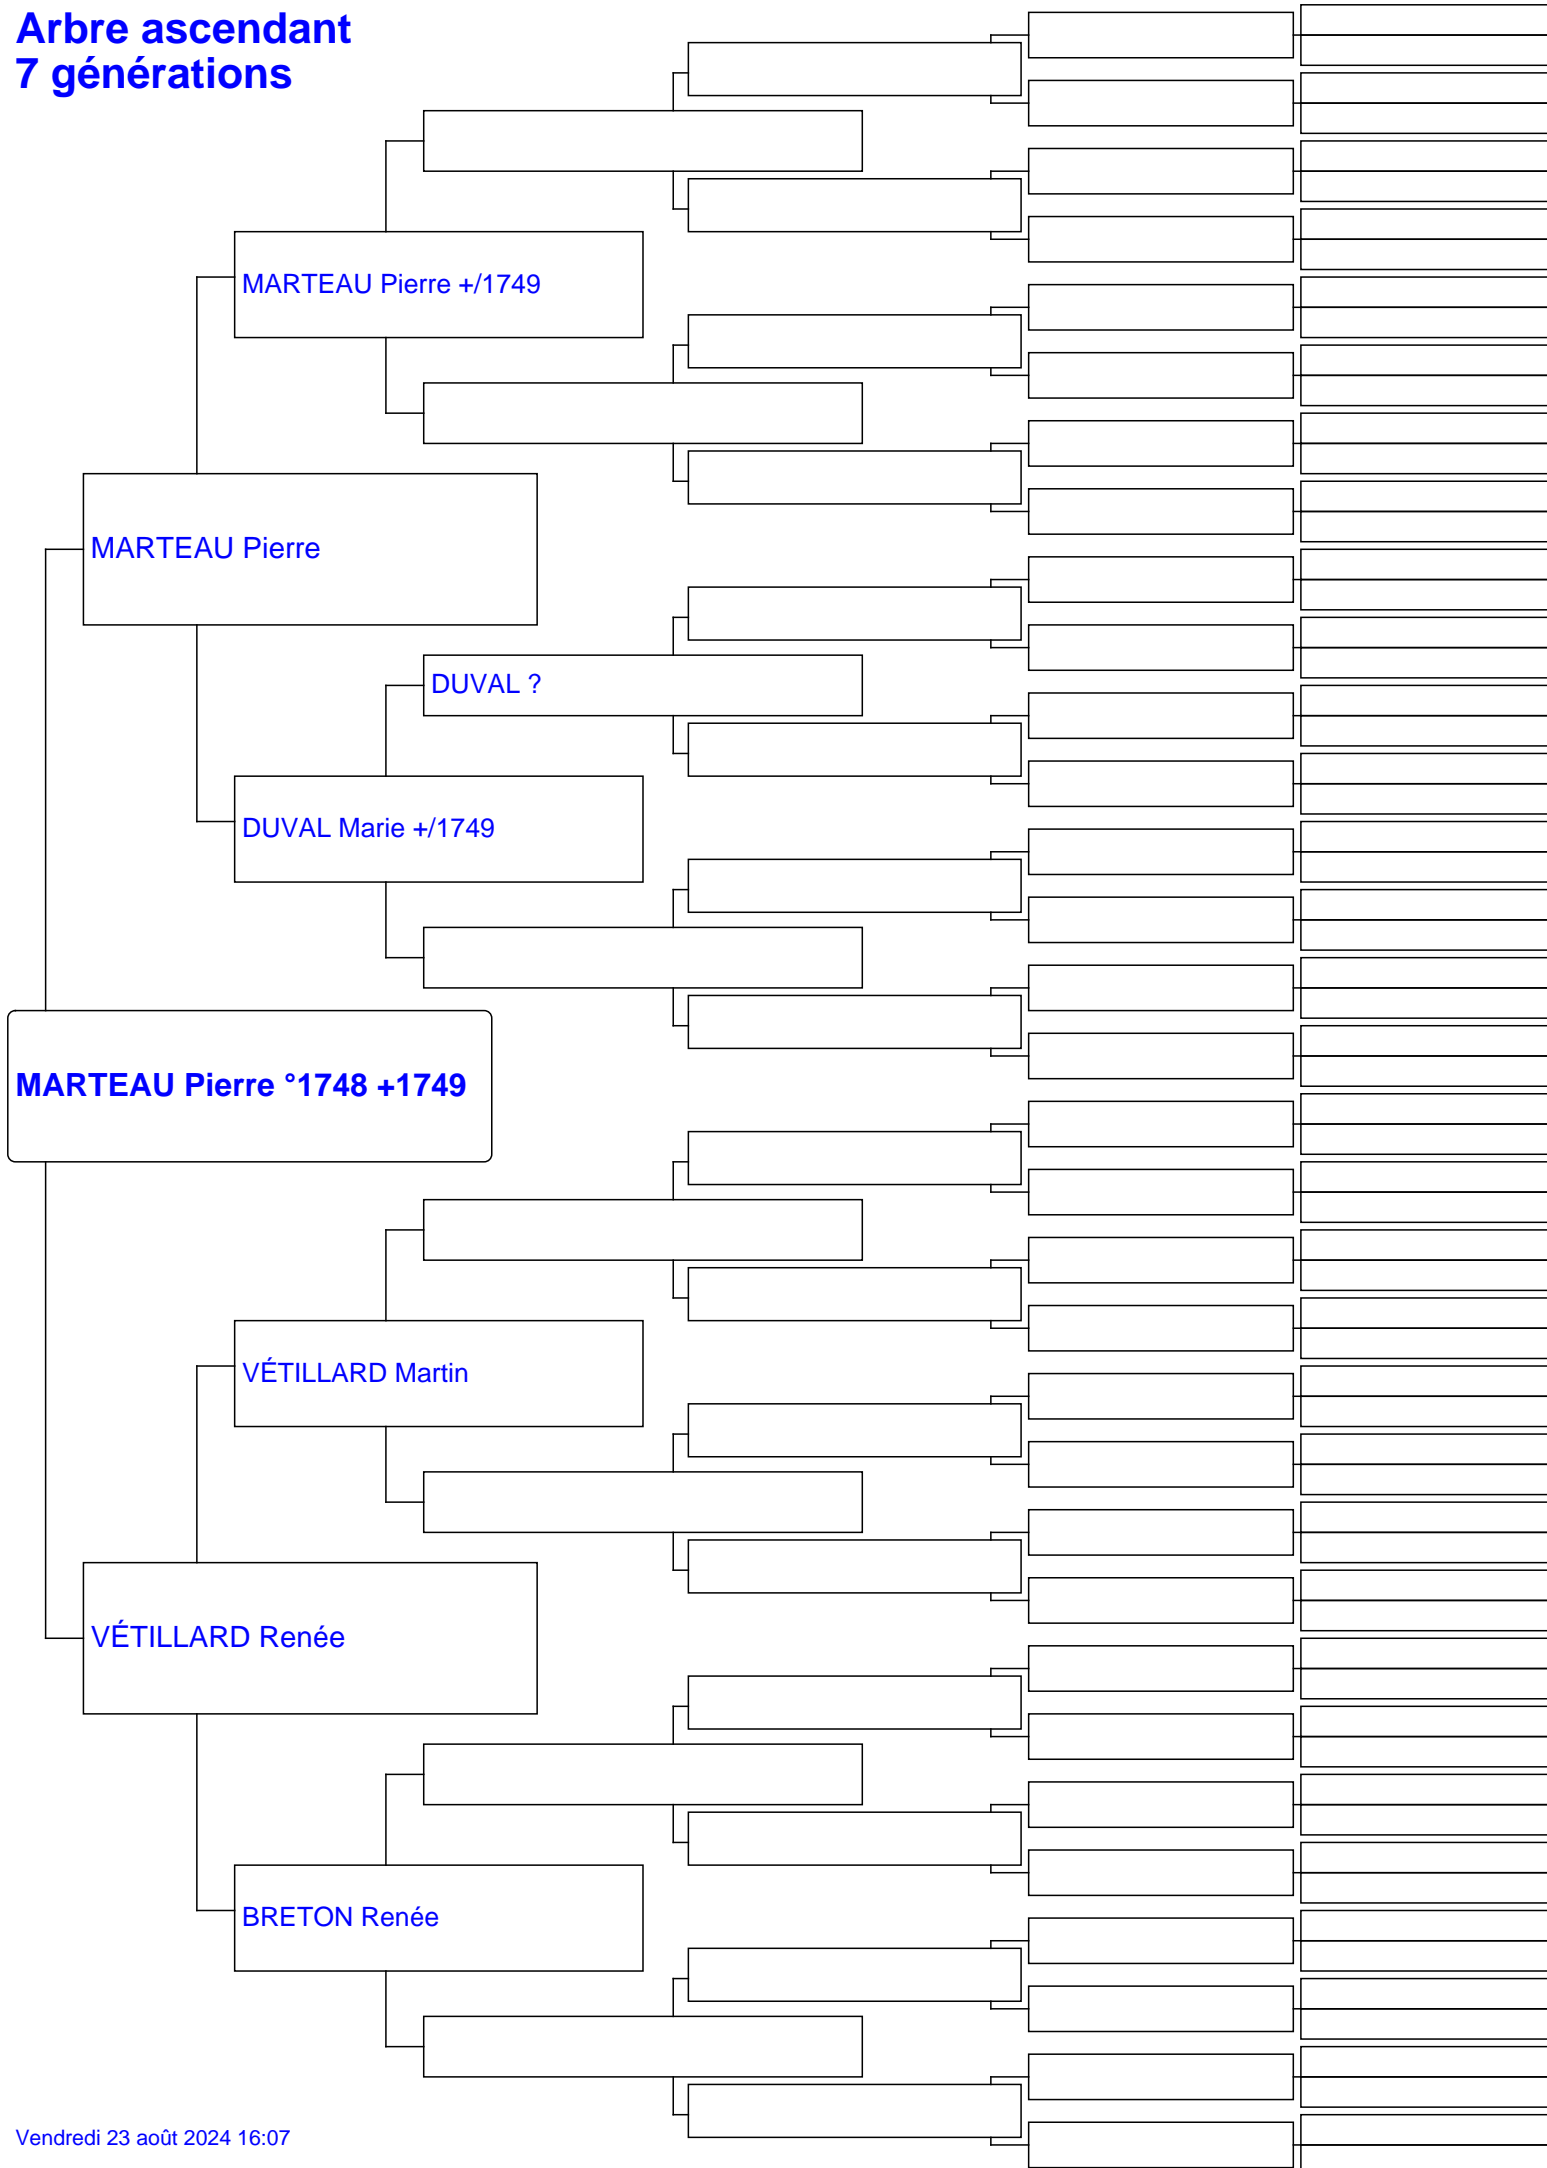 Arbre ascendant
7 générations
MARTEAU Pierre +/1749
MARTEAU Pierre
DUVAL ?
DUVAL Marie +/1749
MARTEAU Pierre °1748 +1749
VÉTILLARD Martin
VÉTILLARD Renée
BRETON Renée
Vendredi 23 août 2024 16:07